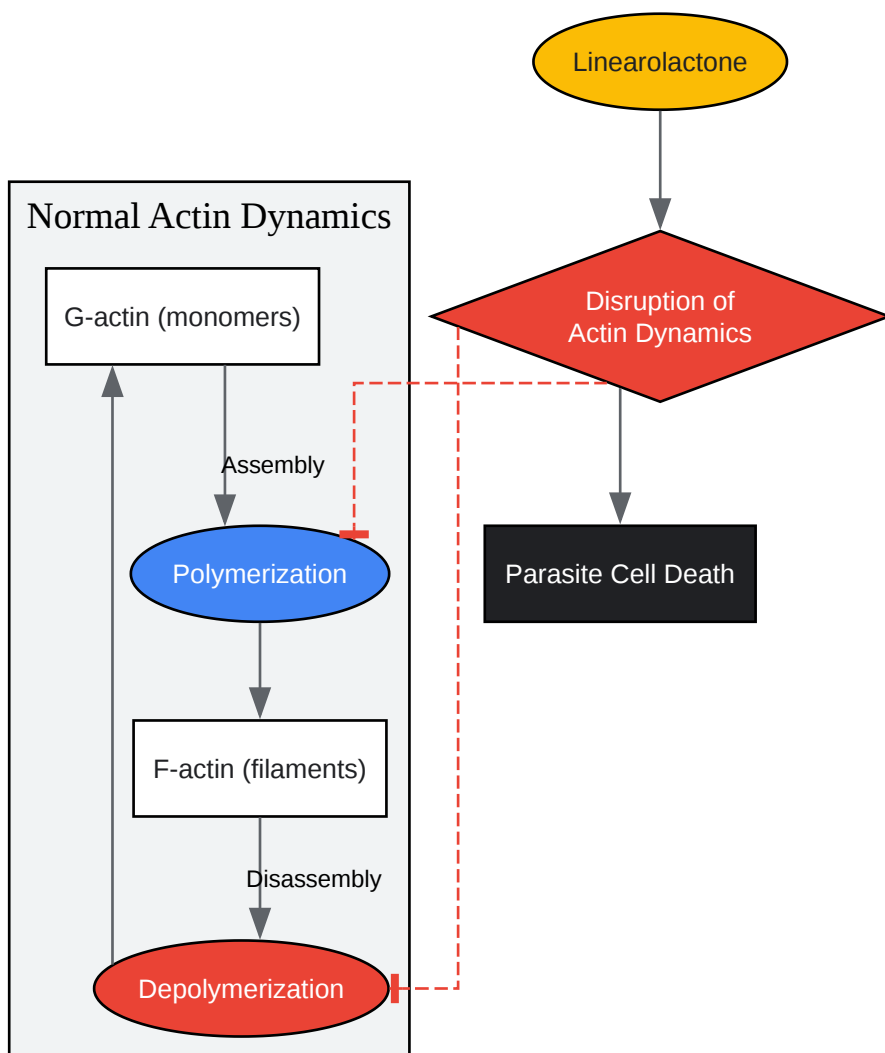 Linearolactone
Normal Actin Dynamics
G-actin (monomers)
Disruption of
Actin Dynamics
Assembly
Polymerization
Parasite Cell Death
F-actin (filaments)
Disassembly
Depolymerization